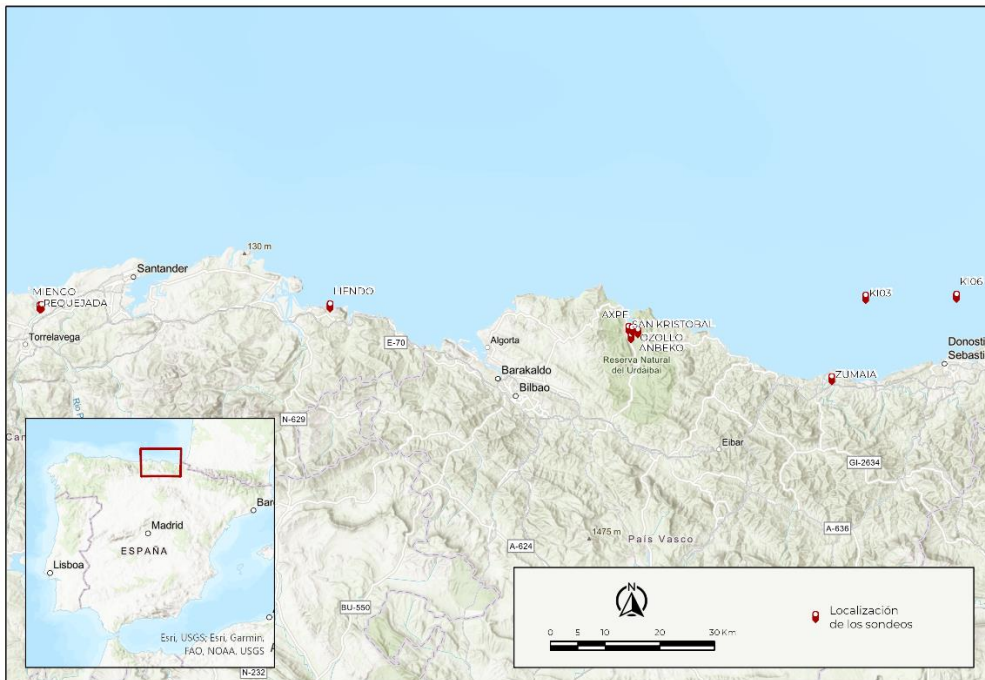 130 m
Santander
MIENGO
REQUEJADA
Torrelavega
LIENDO
E-70
Algorta
Barakaldo
Bilbao
AXPE
SAN KRISTOBAL
OZOLLO
ANBEKO
Reserva Natural
del Urdaibai
KI03
KI06
Donosti
Sebasti
ZUMAIA
N-629
Eibar
GI-2634
A-636
1475 m
País Vasco
A-624
BU-550
N-232
Madrid
ESPAÑA
Lisboa
Esri, USGS; Esri, Garmin,
FAO, NOAA, USGS
N
0 5 10 20 30 Km
Localización
de los sondeos